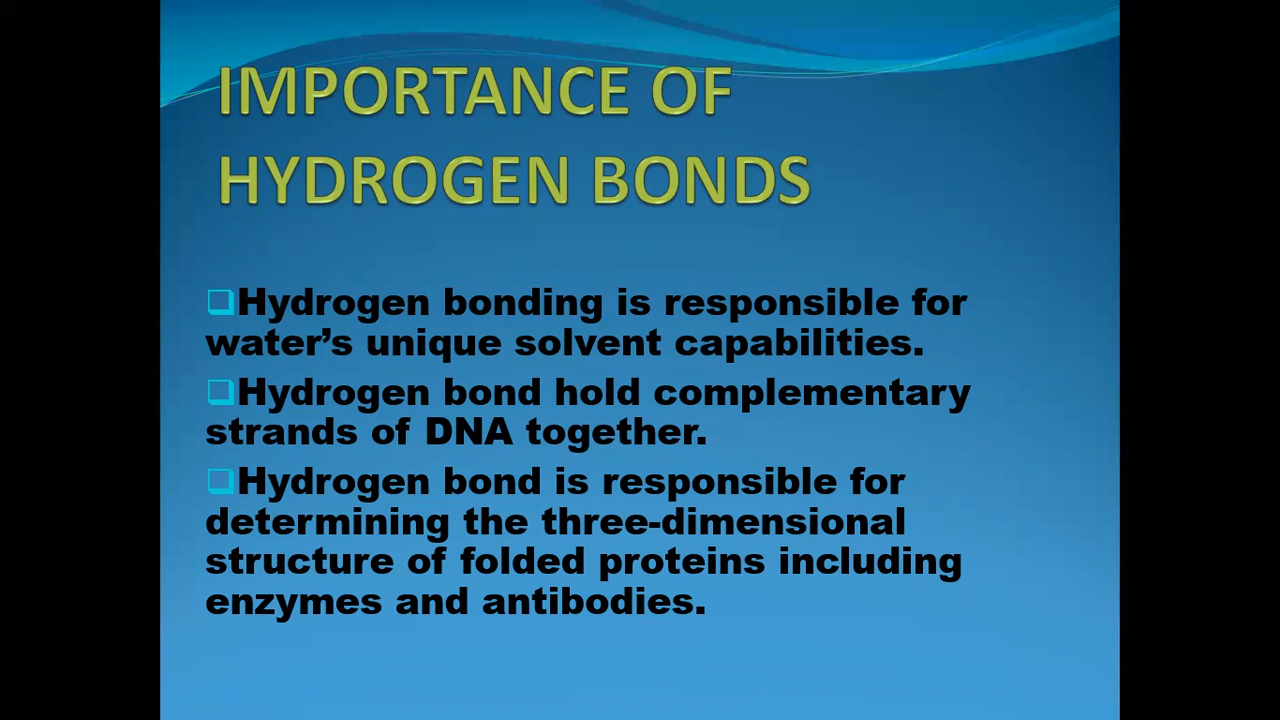 IMPORTANCE OF
HYDROGEN BONDS
❑Hydrogen bonding is responsible for
water’s unique solvent capabilities.
❑Hydrogen bond hold complementary
strands of DNA together.
❑Hydrogen bond is responsible for
determining the three-dimensional
structure of folded proteins including
enzymes and antibodies.